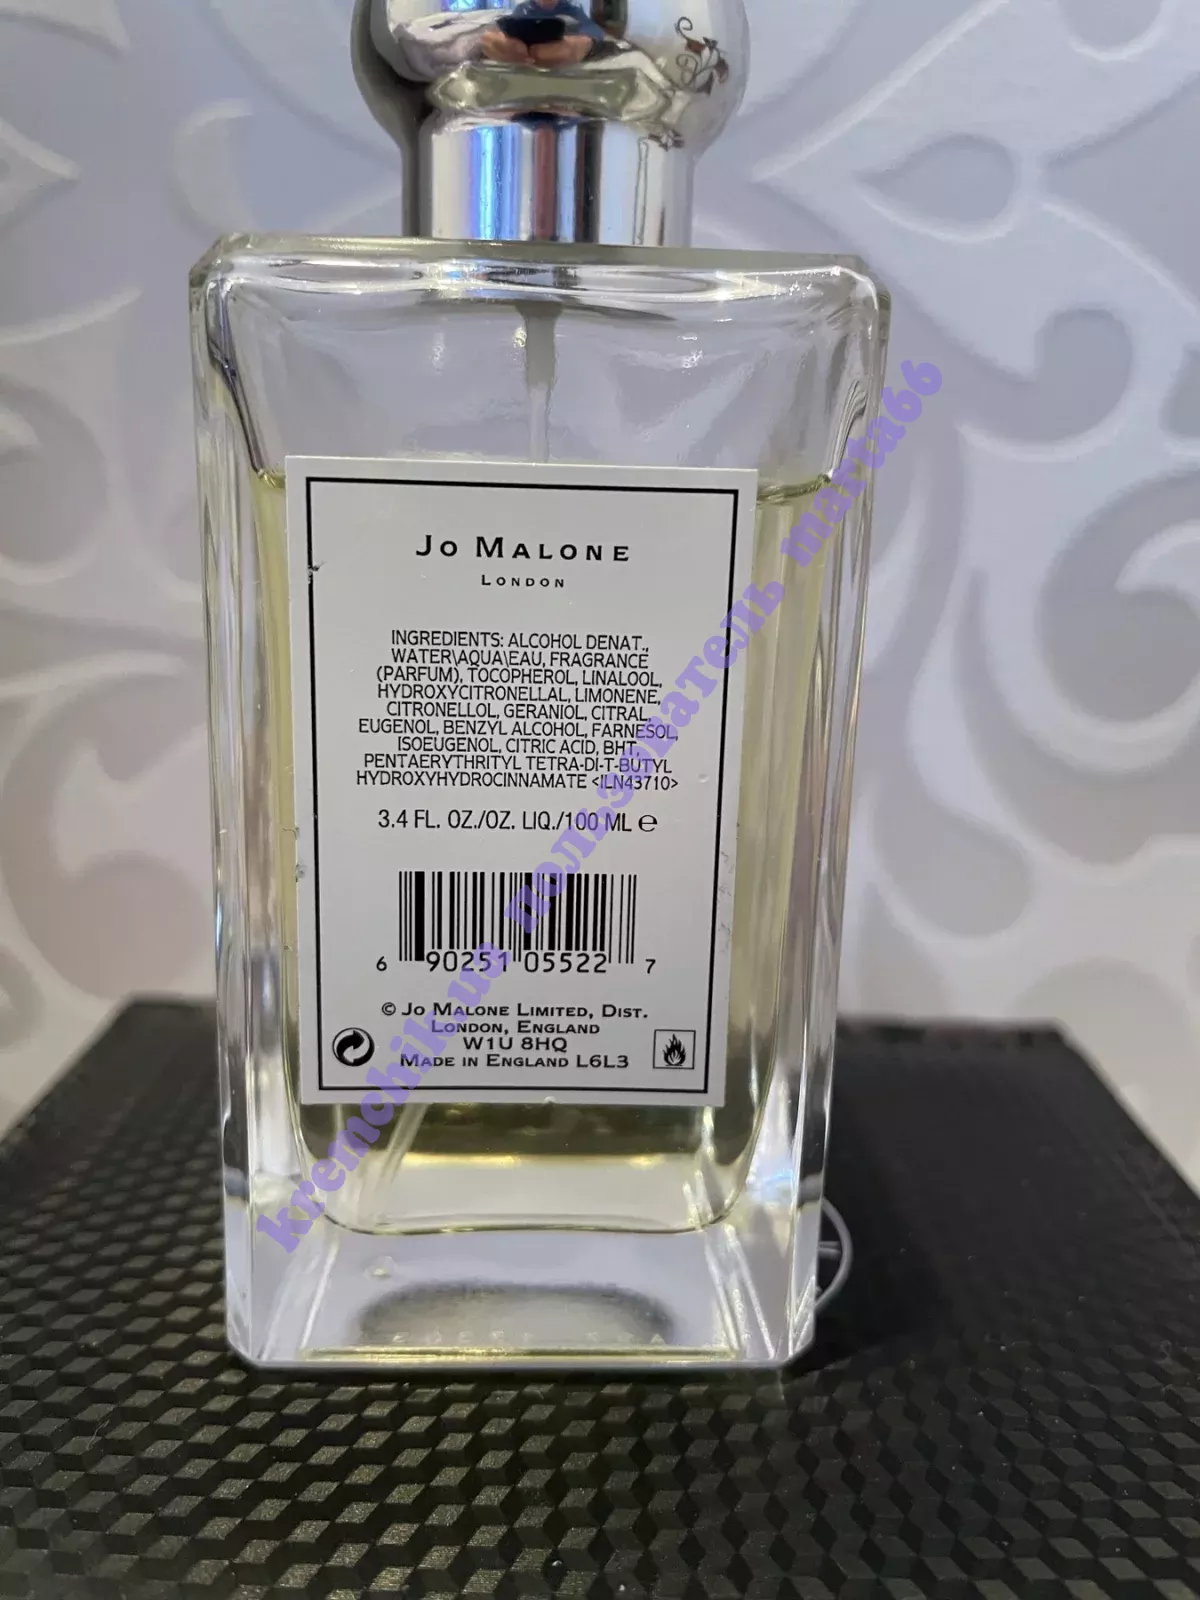 Jo Malone
London
INGREDIENTS: ALCOHOL DENAT.,
WATER\AQUA\EAU, FRAGRANCE
(PARFUM), TOCOPHEROL, LINALOOL,
HYDROXYCITRONELLAL, LIMONENE,
CITRONELLOL, GERANIOL, CITRAL,
EUGENOL, BENZYL ALCOHOL, FARNESOL,
ISOEUGENOL, CITRIC ACID, BHT,
PENTAERYTHRITYL TETRA-DI-T-BUTYL
HYDROXYHYDROCINNAMATE <ILN43710>
3.4 FL. OZ./OZ. LIQ./100 ML e
6 90251 05522 7
© Jo Malone Limited, Dist.
London, England
W1U 8HQ
Made in England L6L3
kremchik.ua пользователь marta66